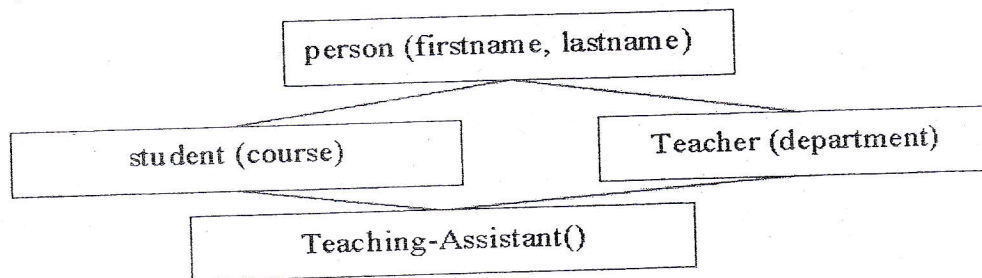 person (firstname, lastname)
student (course)
Teacher (department)
Teaching-Assistant()